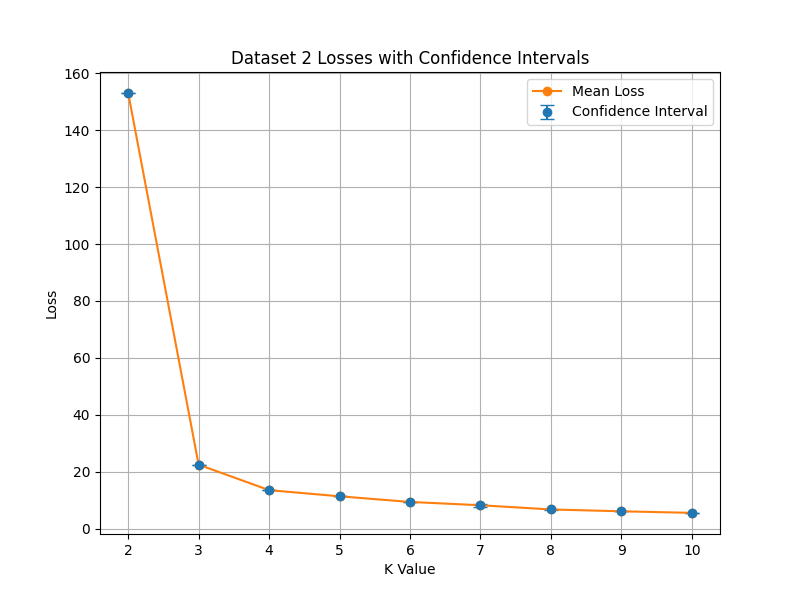 Dataset 2 Losses with Confidence Intervals
Mean Loss
Confidence Interval
160
140
120
100
80
60
40
20
0
Loss
2 3 4 5 6 7 8 9 10
K Value